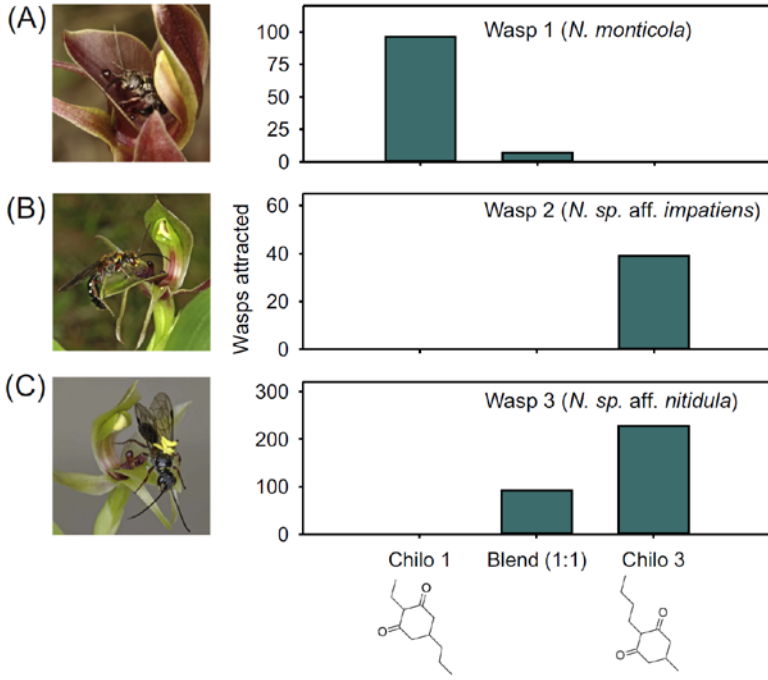 (A)
Wasp 1 (N. monticola)
100
75
50
25
0
(B)
Wasp 2 (N. sp. aff. impatiens)
60
40
20
0
Wasps attracted
(C)
Wasp 3 (N. sp. aff. nitidula)
300
200
100
0
Chilo 1 Blend (1:1) Chilo 3
O
O
O
O